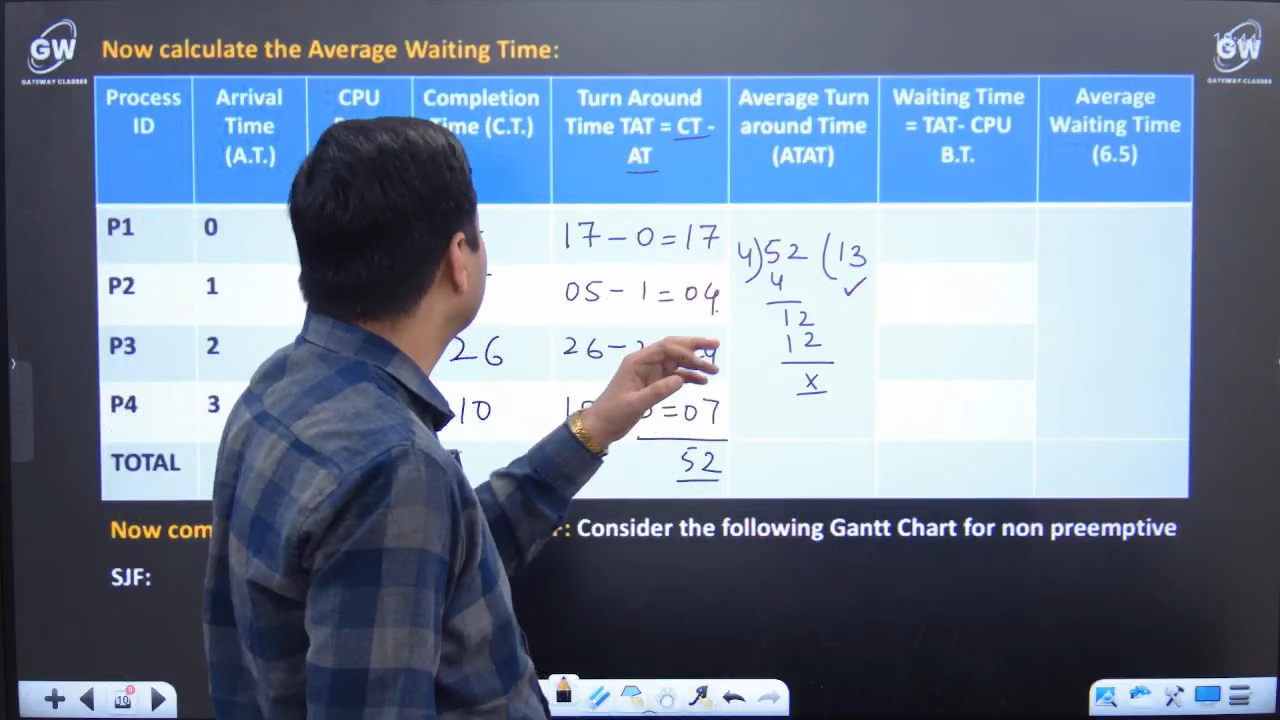 GW
GATEWAY CLASSES
Now calculate the Average Waiting Time:
GW
GATEWAY CLASSES
Process ID
Arrival Time (A.T.)
CPU
Completion
Time (C.T.)
Turn Around Time TAT = CT - AT
Average Turn around Time (ATAT)
Waiting Time = TAT- CPU B.T.
Average Waiting Time (6.5)
P1 0 17 - 0 = 17
P2 1 05 - 1 = 04
P3 2 26 26 -
P4 3 10 = 07
TOTAL 52
4)52(13
4
12
12
x
Now com : Consider the following Gantt Chart for non preemptive
SJF:
10